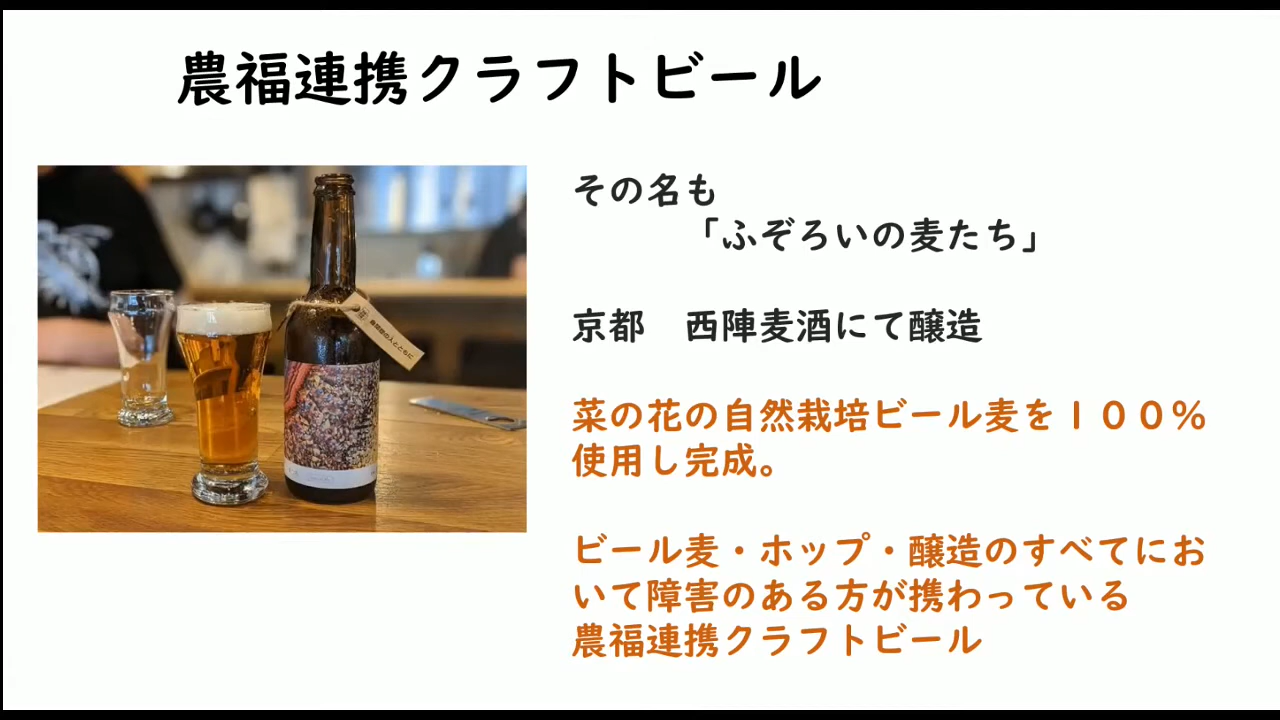 農福連携クラフトビール
その名も
「ふぞろいの麦たち」
京都　西陣麦酒にて醸造
菜の花の自然栽培ビール麦を１００％
使用し完成。
ビール麦・ホップ・醸造のすべてにお
いて障害のある方が携わっている
農福連携クラフトビール